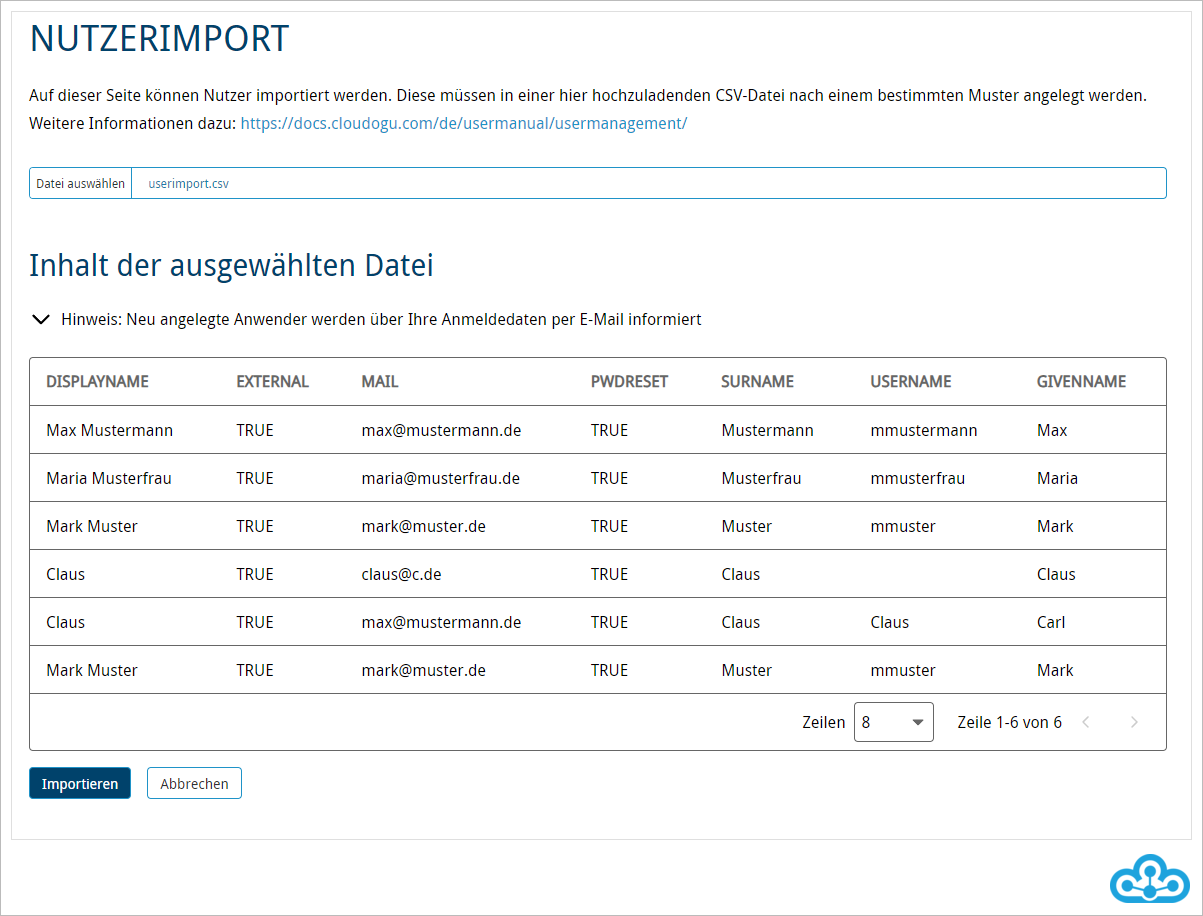 NUTZERIMPORT
Auf dieser Seite können Nutzer importiert werden. Diese müssen in einer hier hochzuladenden CSV-Datei nach einem bestimmten Muster angelegt werden.
Weitere Informationen dazu: https://docs.cloudogu.com/de/usermanual/usermanagement/
Datei auswählen userimport.csv
Inhalt der ausgewählten Datei
Hinweis: Neu angelegte Anwender werden über Ihre Anmeldedaten per E-Mail informiert
DISPLAYNAME EXTERNAL MAIL PWDRESET SURNAME USERNAME GIVENNAME
Max Mustermann TRUE max@mustermann.de TRUE Mustermann mmustermann Max
Maria Musterfrau TRUE maria@musterfrau.de TRUE Musterfrau mmusterfrau Maria
Mark Muster TRUE mark@muster.de TRUE Muster mmuster Mark
Claus TRUE claus@c.de TRUE Claus Claus
Claus TRUE max@mustermann.de TRUE Claus Claus Carl
Mark Muster TRUE mark@muster.de TRUE Muster mmuster Mark
Zeilen 8 Zeile 1-6 von 6
Importieren Abbrechen